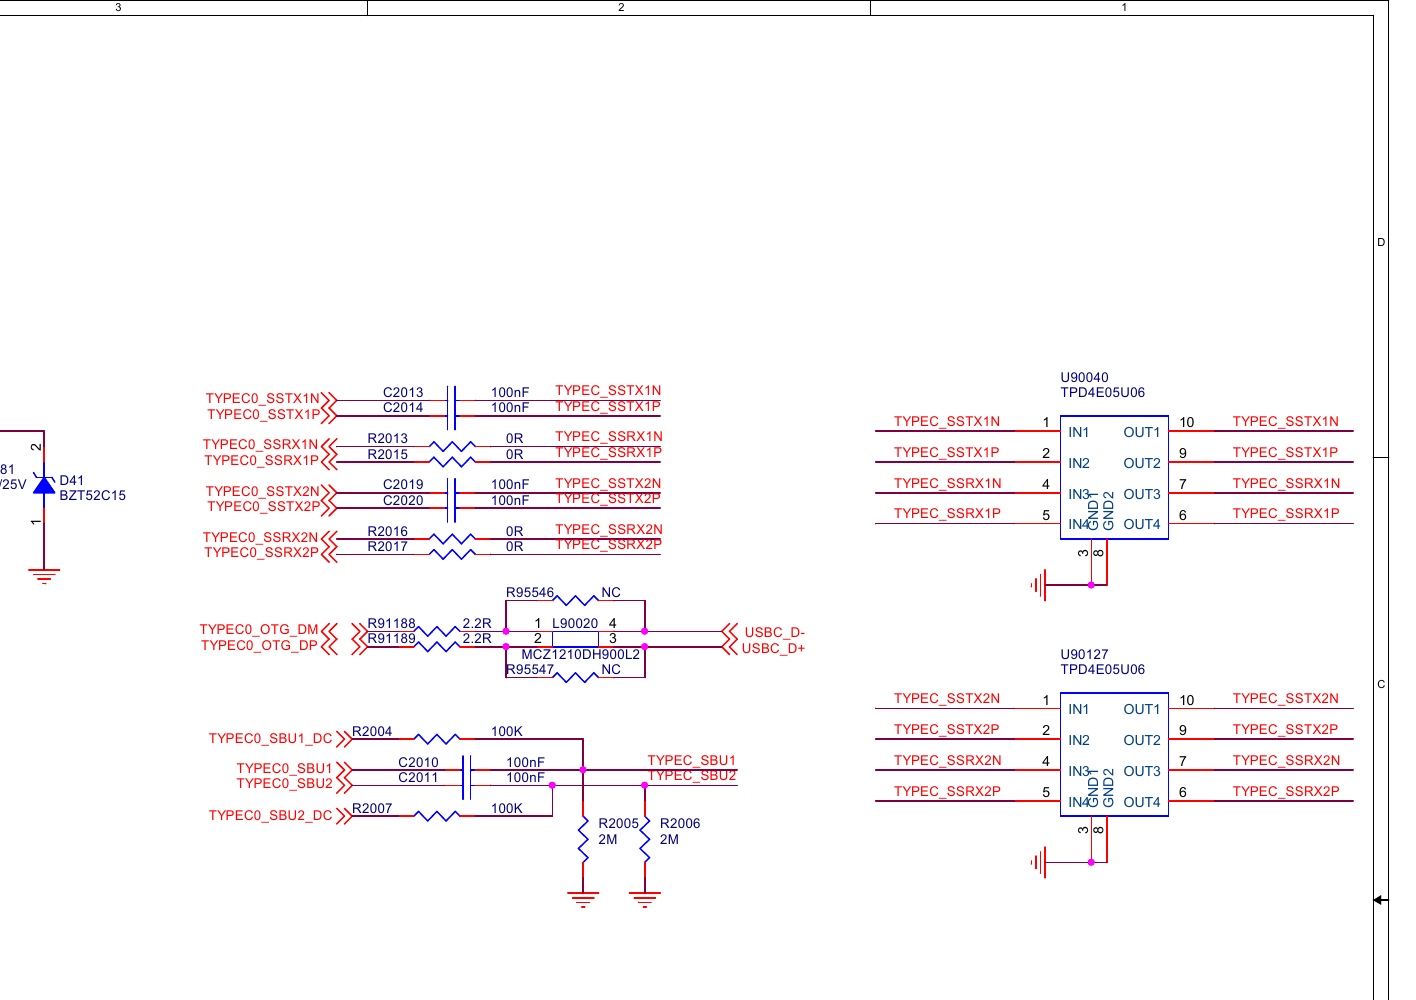 3 2 1
D
C
2
81
/25V
D41
BZT52C15
1
TYPEC0_SSTX1N C2013 100nF TYPEC_SSTX1N
TYPEC0_SSTX1P C2014 100nF TYPEC_SSTX1P
TYPEC0_SSRX1N R2013 0R TYPEC_SSRX1N
TYPEC0_SSRX1P R2015 0R TYPEC_SSRX1P
TYPEC0_SSTX2N C2019 100nF TYPEC_SSTX2N
TYPEC0_SSTX2P C2020 100nF TYPEC_SSTX2P
TYPEC0_SSRX2N R2016 0R TYPEC_SSRX2N
TYPEC0_SSRX2P R2017 0R TYPEC_SSRX2P
R95546 NC
TYPEC0_OTG_DM R91188 2.2R 1 L90020 4 USBC_D-
TYPEC0_OTG_DP R91189 2.2R 2 3 USBC_D+
MCZ1210DH900L2
R95547 NC
TYPEC0_SBU1_DC R2004 100K
TYPEC0_SBU1 C2010 100nF TYPEC_SBU1
TYPEC0_SBU2 C2011 100nF TYPEC_SBU2
TYPEC0_SBU2_DC R2007 100K
R2005 R2006
2M 2M
U90040
TPD4E05U06
TYPEC_SSTX1N 1 IN1 OUT1 10 TYPEC_SSTX1N
TYPEC_SSTX1P 2 IN2 OUT2 9 TYPEC_SSTX1P
TYPEC_SSRX1N 4 IN3 OUT3 7 TYPEC_SSRX1N
TYPEC_SSRX1P 5 IN4 OUT4 6 TYPEC_SSRX1P
GND1 GND2
3 8
U90127
TPD4E05U06
TYPEC_SSTX2N 1 IN1 OUT1 10 TYPEC_SSTX2N
TYPEC_SSTX2P 2 IN2 OUT2 9 TYPEC_SSTX2P
TYPEC_SSRX2N 4 IN3 OUT3 7 TYPEC_SSRX2N
TYPEC_SSRX2P 5 IN4 OUT4 6 TYPEC_SSRX2P
GND1 GND2
3 8